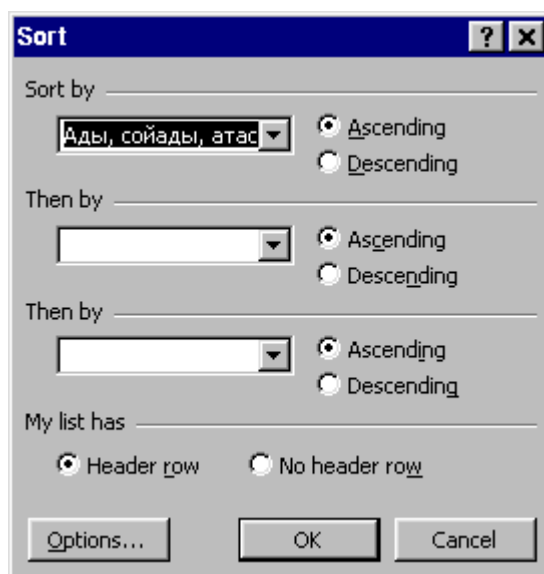 Sort
Sort by
Ады, сойады, атас
Ascending
Descending
Then by
Ascending
Descending
Then by
Ascending
Descending
My list has
Header row
No header row
Options...
OK
Cancel